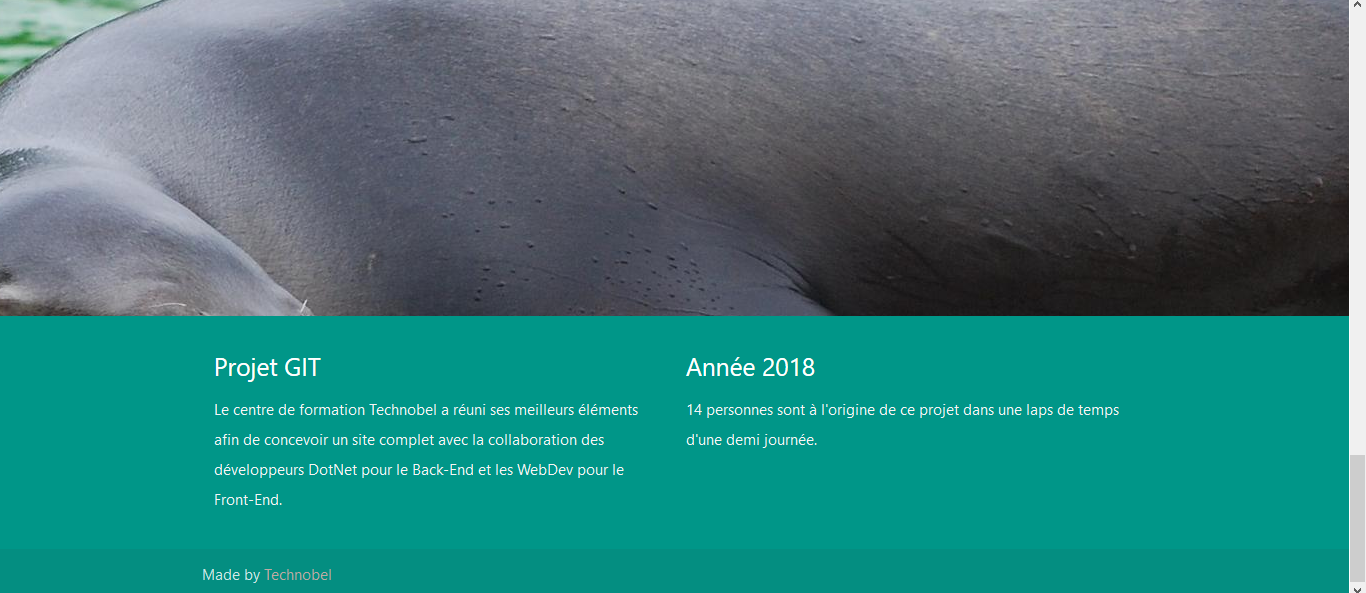 Projet GIT
Le centre de formation Technobel a réuni ses meilleurs éléments
afin de concevoir un site complet avec la collaboration des
développeurs DotNet pour le Back-End et les WebDev pour le
Front-End.
Année 2018
14 personnes sont à l'origine de ce projet dans une laps de temps
d'une demi journée.
Made by Technobel